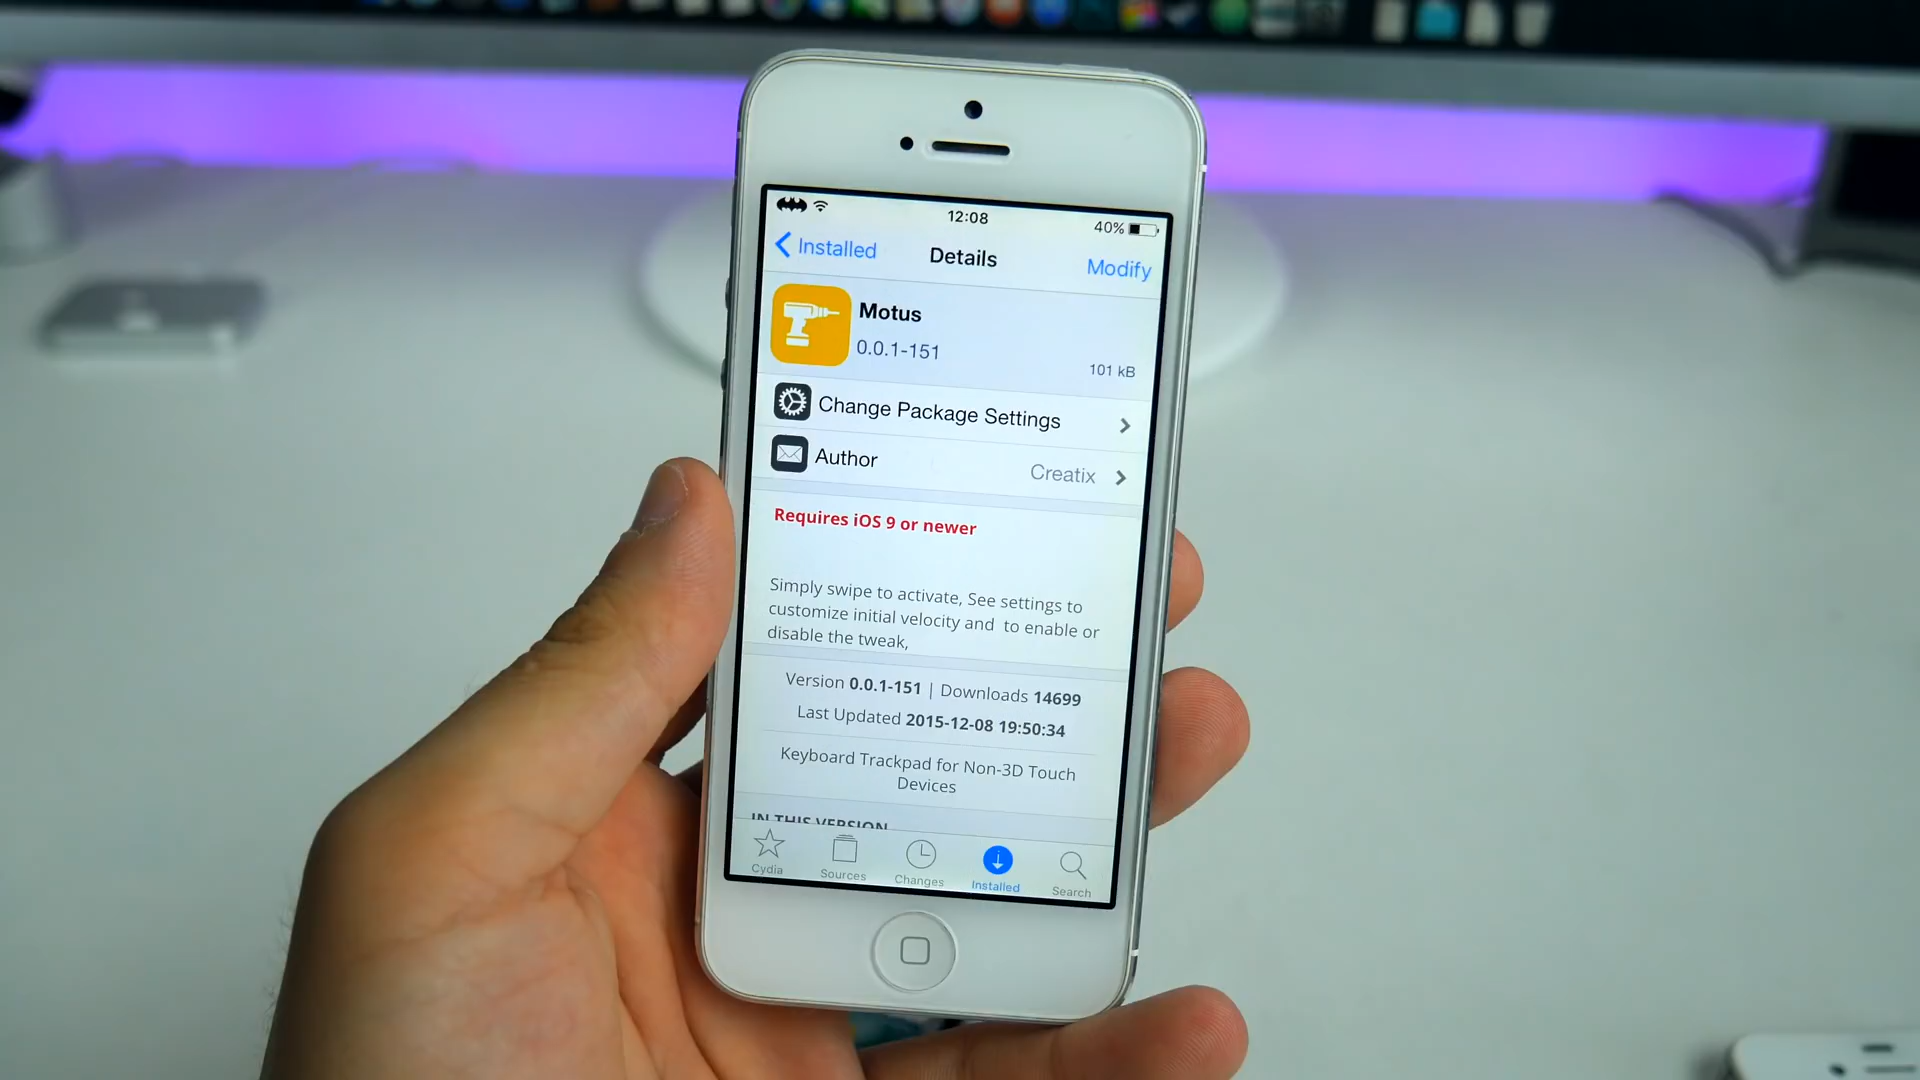 12:08
40%
Installed
Details
Modify
Motus
0.0.1-151
101 kB
Change Package Settings
Author
Creatix
Requires iOS 9 or newer
Simply swipe to activate, See settings to
customize initial velocity and  to enable or
disable the tweak,
Version 0.0.1-151 | Downloads 14699
Last Updated 2015-12-08 19:50:34
Keyboard Trackpad for Non-3D Touch
Devices
IN THIS VERSION
Cydia
Sources
Changes
Installed
Search